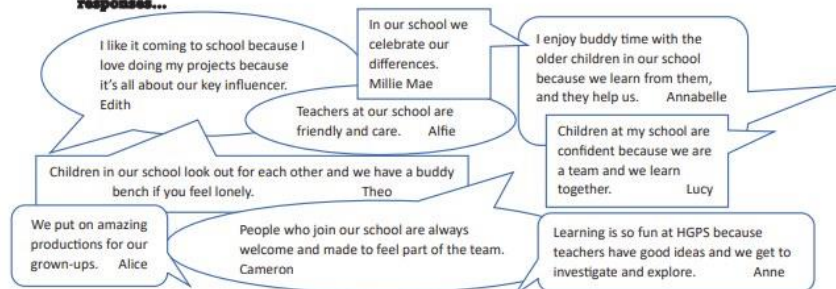 responses...
I like it coming to school because I
love doing my projects because
it's all about our key influencer.
Edith
In our school we
celebrate our
differences.
Millie Mae
I enjoy buddy time with the
older children in our school
because we learn from them,
and they help us. Annabelle
Teachers at our school are
friendly and care. Alfie
Children at my school are
confident because we are
a team and we learn
together. Lucy
Children in our school look out for each other and we have a buddy
bench if you feel lonely. Theo
We put on amazing
productions for our
grown-ups. Alice
People who join our school are always
welcome and made to feel part of the team.
Cameron
Learning is so fun at HGPS because
teachers have good ideas and we get to
investigate and explore. Anne